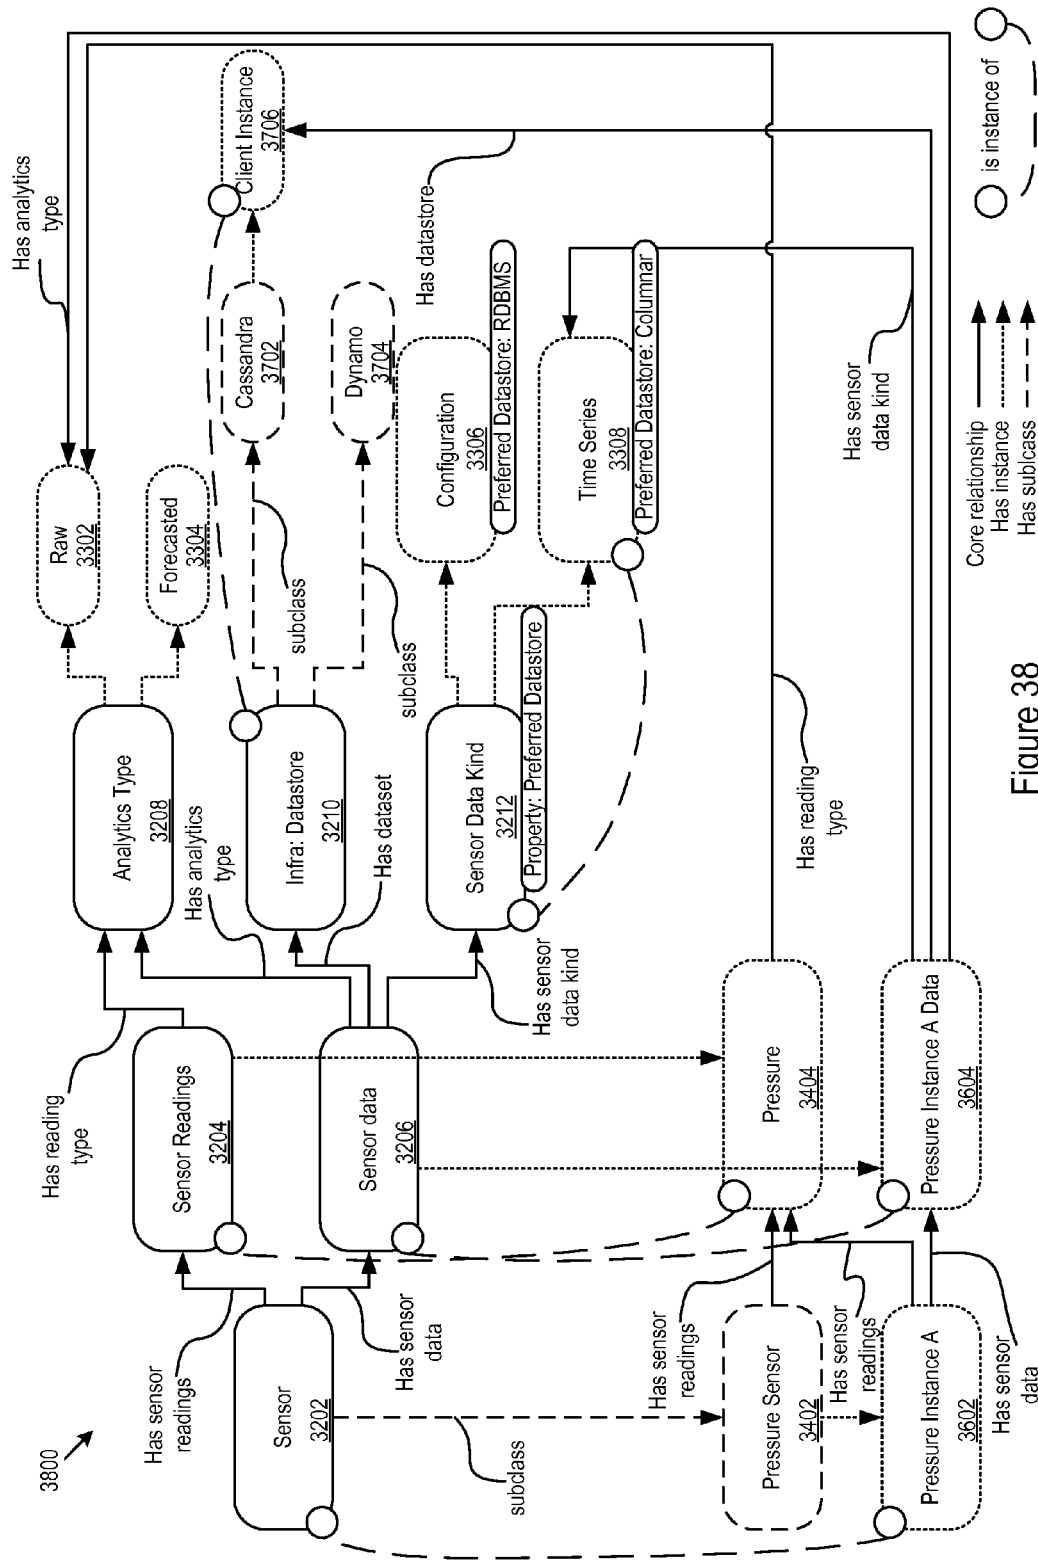 3800
Has sensor
readings
Sensor
3202
Has sensor
data
subclass
Has reading
type
Sensor Readings
3204
Sensor data
3206
Has sensor
data kind
Has analytics
type
Has dataset
Analytics Type
3208
Infra: Datastore
3210
Sensor Data Kind
3212
Property: Preferred Datastore
subclass
subclass
Raw
3302
Forecasted
3304
Cassandra
3702
Dynamo
3704
Client Instance
3706
Configuration
3306
Preferred Datastore: RDBMS
Time Series
3308
Preferred Datastore: Columnar
Has analytics
type
Has datastore
Has sensor
data kind
Has reading
type
Has sensor
readings
Pressure Sensor
3402
Has sensor
readings
Pressure Instance A
3602
Has sensor
data
Pressure
3404
Pressure Instance A Data
3604
Core relationship
Has instance
Has sublcass
is instance of
Figure 38